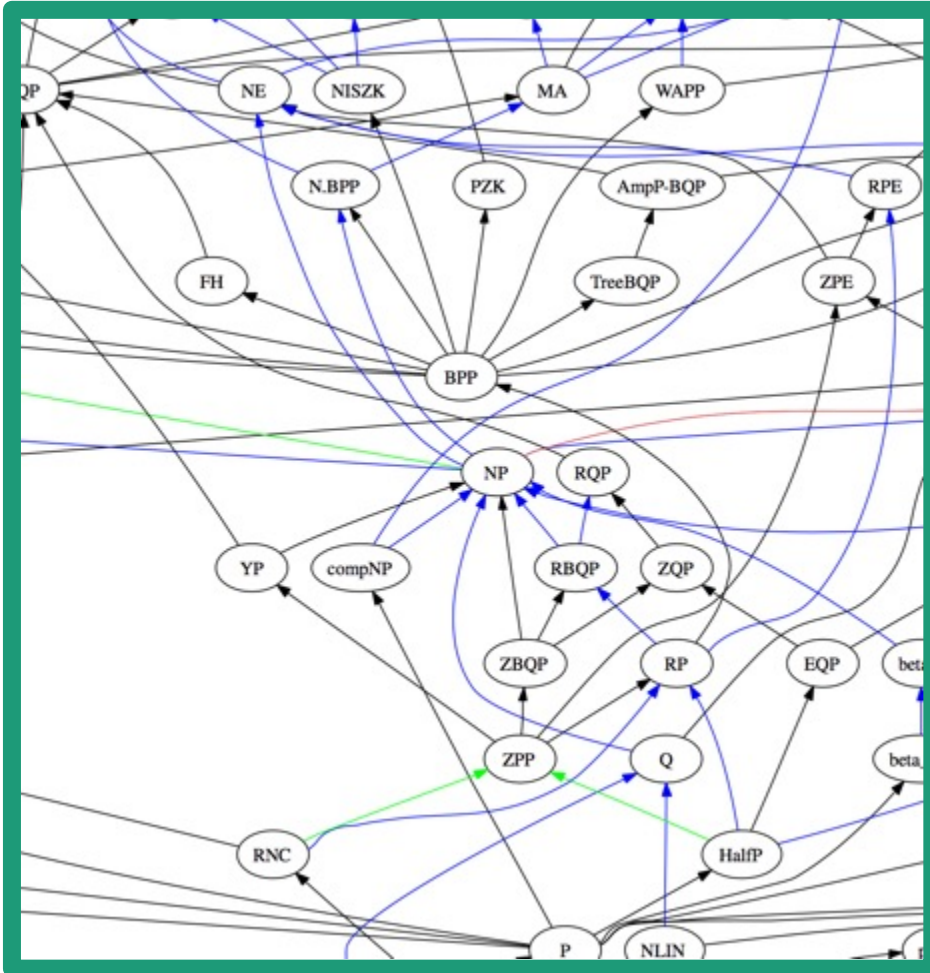 QP
NE
NISZK
MA
WAPP
N.BPP
PZK
AmpP-BQP
RPE
FH
TreeBQP
ZPE
BPP
NP
RQP
YP
compNP
RBQP
ZQP
ZBQP
RP
EQP
beta
ZPP
Q
beta_
RNC
HalfP
P
NLIN